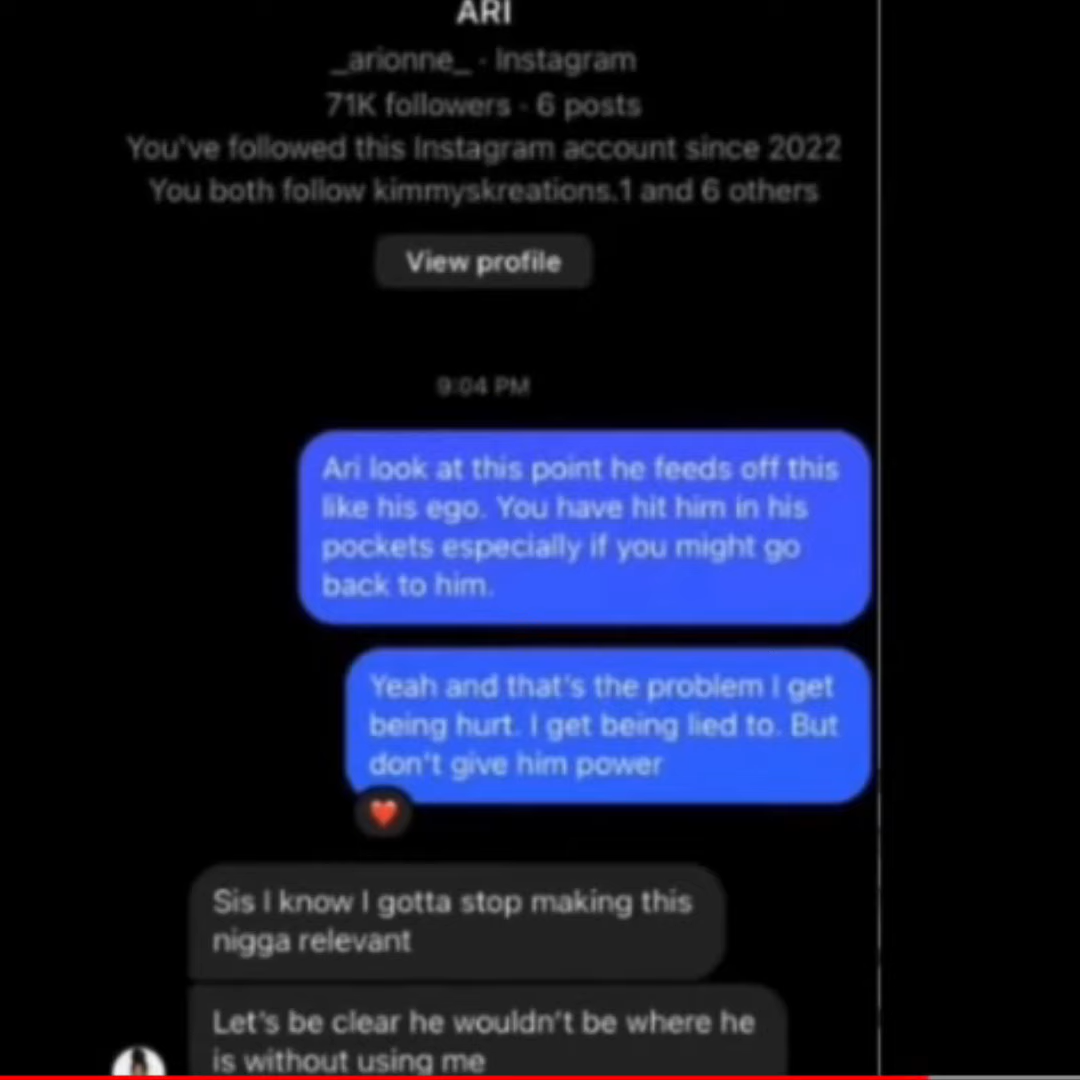 ARI
_arionne_ · Instagram
71K followers · 6 posts
You've followed this Instagram account since 2022
You both follow kimmyskreations.1 and 6 others
View profile
9:04 PM
Ari look at this point he feeds off this
like his ego. You have hit him in his
pockets especially if you might go
back to him.
Yeah and that's the problem I get
being hurt. I get being lied to. But
don't give him power
Sis I know I gotta stop making this
nigga relevant
Let's be clear he wouldn't be where he
is without using me